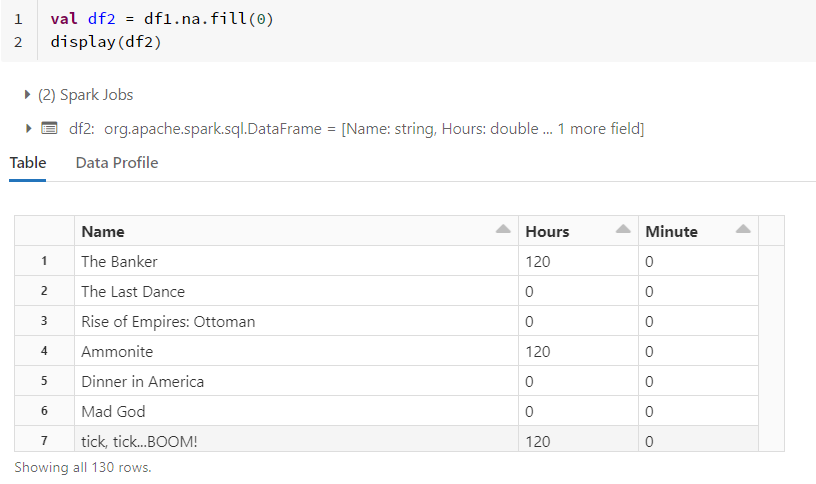 1 val df2 = df1.na.fill(0)
2 display(df2)
(2) Spark Jobs
df2: org.apache.spark.sql.DataFrame = [Name: string, Hours: double ... 1 more field]
Table Data Profile
Name Hours Minute
1 The Banker 120 0
2 The Last Dance 0 0
3 Rise of Empires: Ottoman 0 0
4 Ammonite 120 0
5 Dinner in America 0 0
6 Mad God 0 0
7 tick, tick...BOOM! 120 0
Showing all 130 rows.